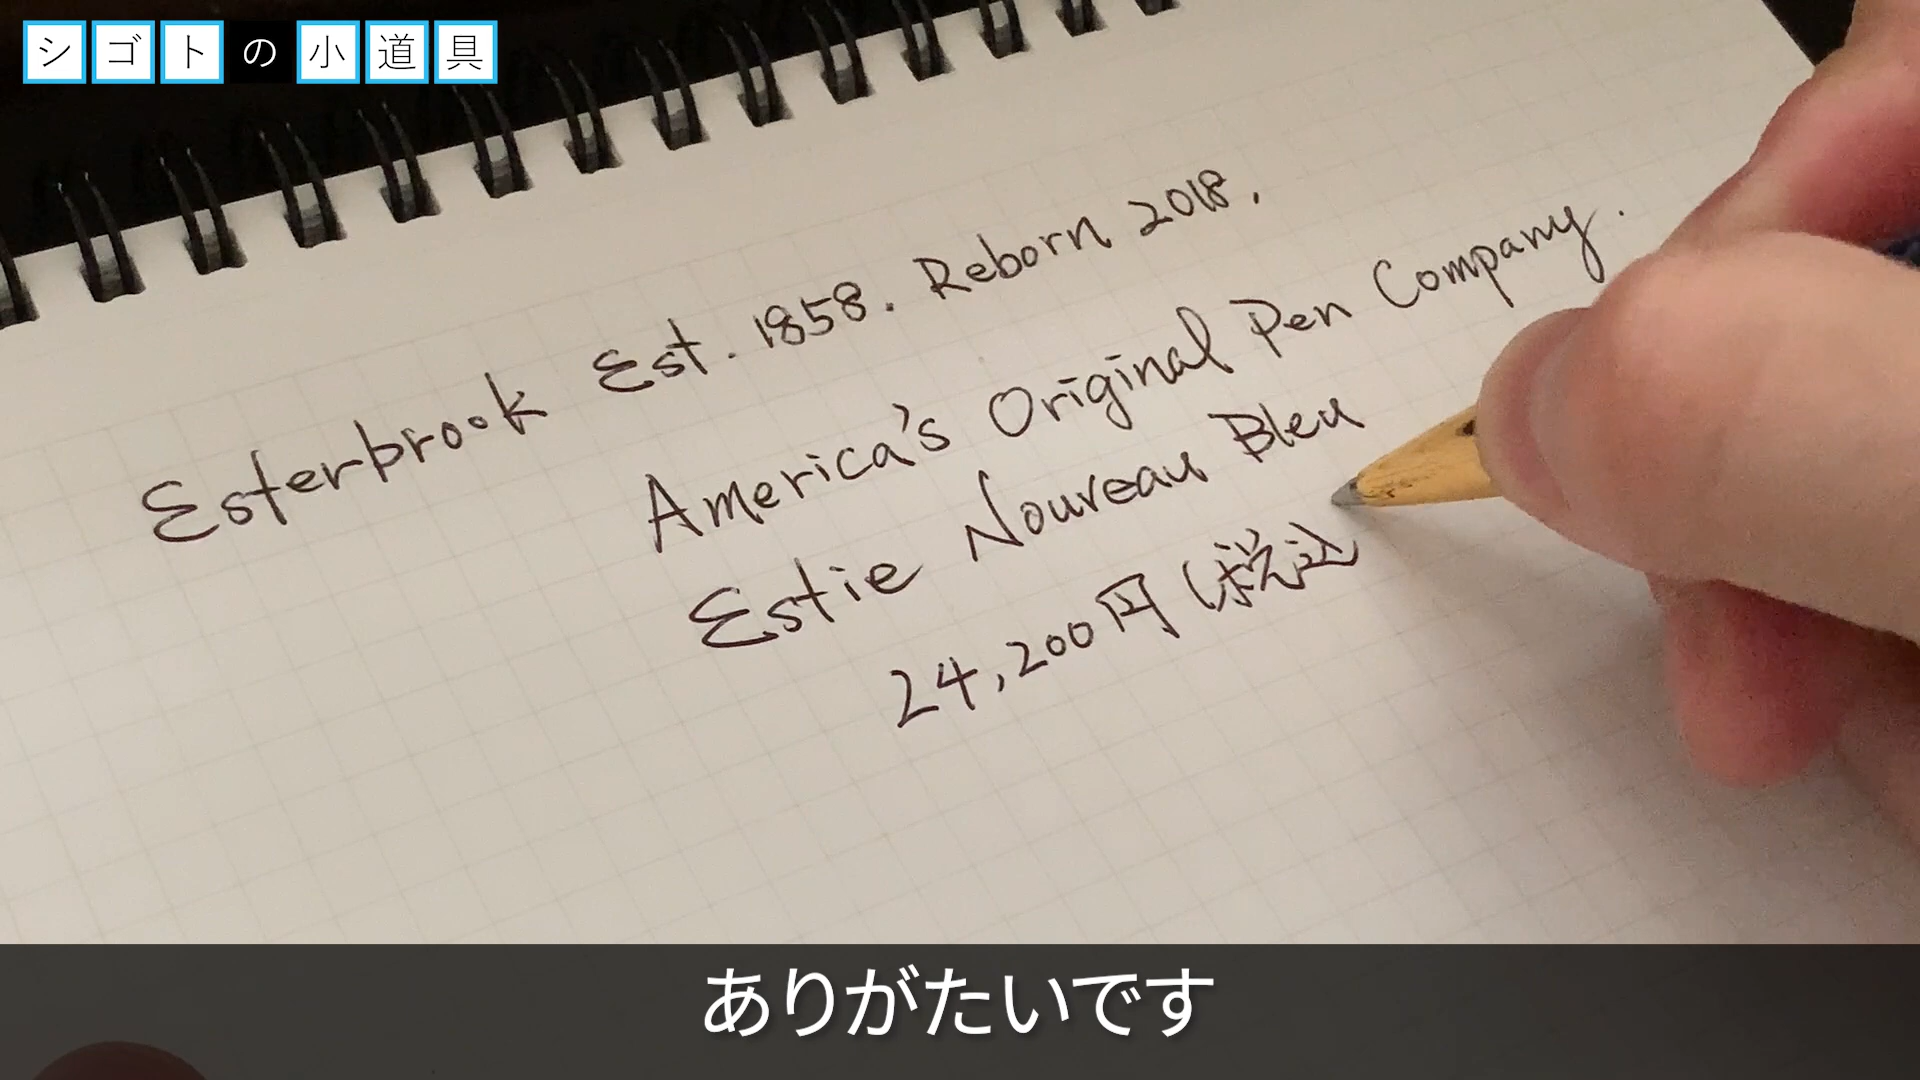 シゴトの小道具
Esterbrook Est. 1858. Reborn 2018.
America's Original Pen Company.
Estie Nouveau Bleu
24,200円(税込
ありがたいです